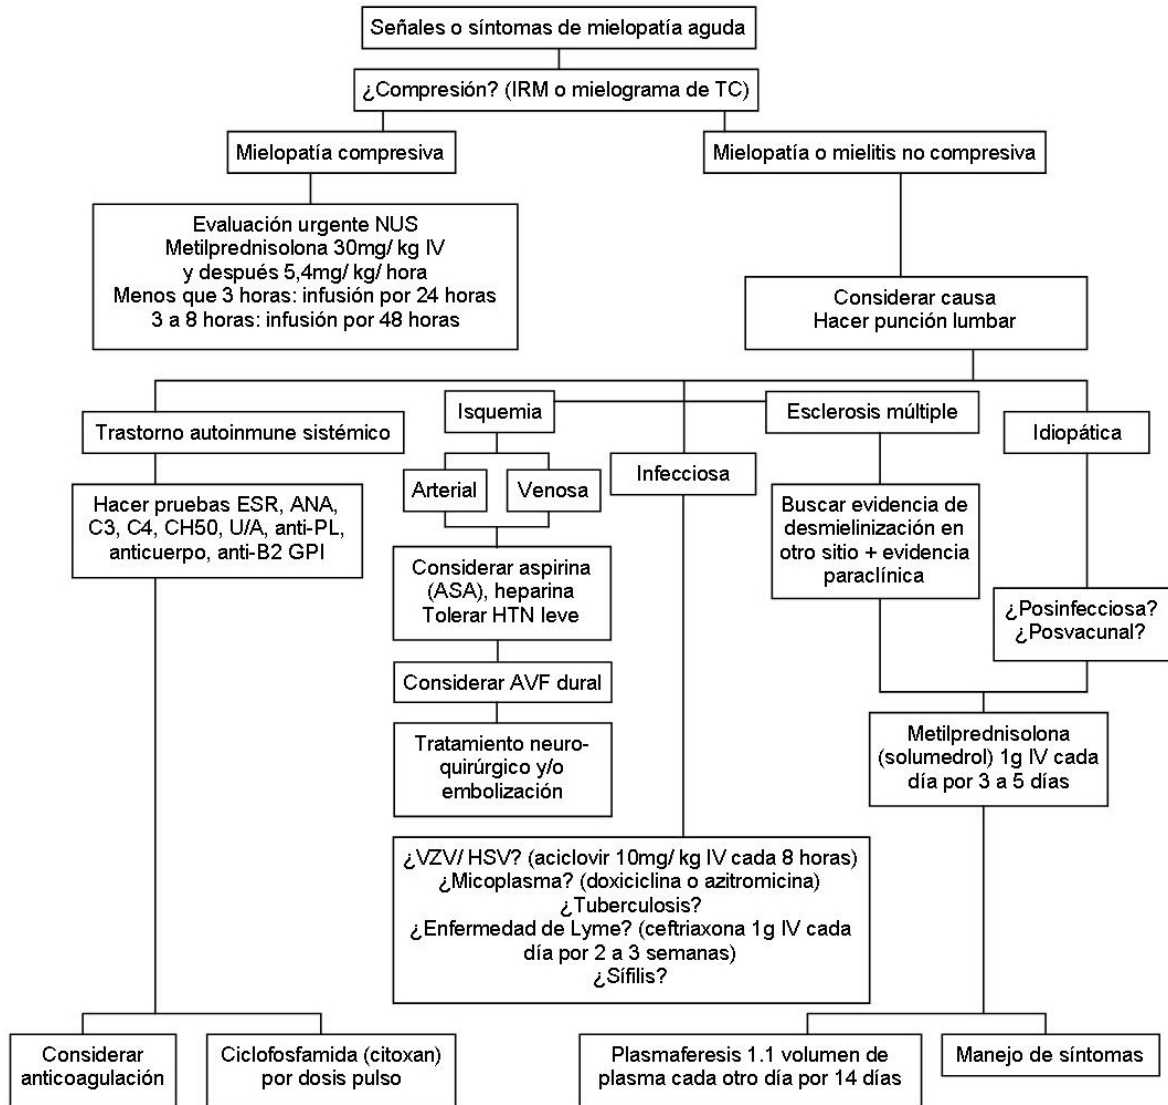 Señales o síntomas de mielopatía aguda
¿Compresión? (IRM o mielograma de TC)
Mielopatía compresiva
Mielopatía o mielitis no compresiva
Evaluación urgente NUS
Metilprednisolona 30mg/ kg IV
y después 5,4mg/ kg/ hora
Menos que 3 horas: infusión por 24 horas
3 a 8 horas: infusión por 48 horas
Considerar causa
Hacer punción lumbar
Trastorno autoinmune sistémico
Isquemia
Infecciosa
Esclerosis múltiple
Idiopática
Hacer pruebas ESR, ANA,
C3, C4, CH50, U/A, anti-PL,
anticuerpo, anti-B2 GPI
Arterial
Venosa
Considerar aspirina
(ASA), heparina
Tolerar HTN leve
Considerar AVF dural
Tratamiento neuro-
quirúrgico y/o
embolización
Buscar evidencia de
desmielinización en
otro sitio + evidencia
paraclínica
¿Posinfecciosa?
¿Posvacunal?
Metilprednisolona
(solumedrol) 1g IV cada
día por 3 a 5 días
¿VZV/ HSV? (aciclovir 10mg/ kg IV cada 8 horas)
¿Micoplasma? (doxiciclina o azitromicina)
¿Tuberculosis?
¿Enfermedad de Lyme? (ceftriaxona 1g IV cada
día por 2 a 3 semanas)
¿Sífilis?
Considerar
anticoagulación
Ciclofosfamida (citoxan)
por dosis pulso
Plasmaferesis 1.1 volumen de
plasma cada otro día por 14 días
Manejo de síntomas